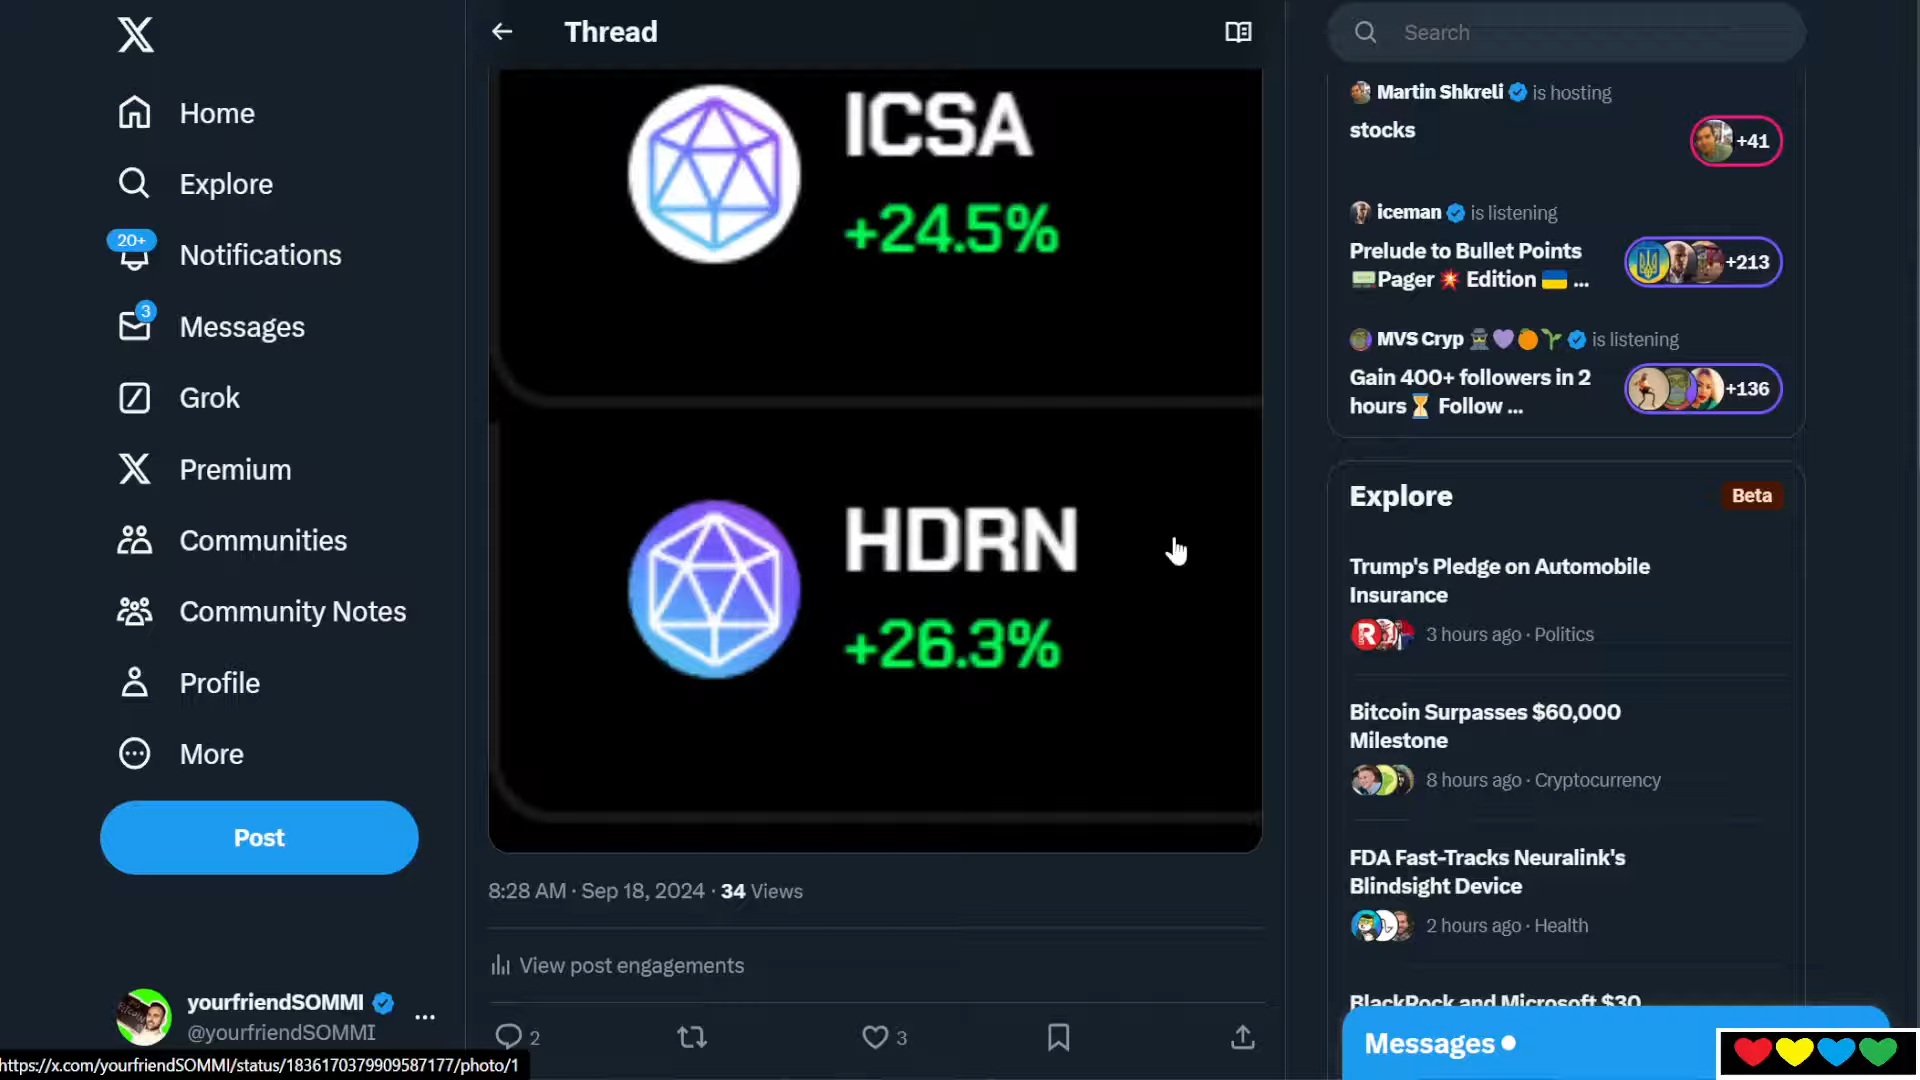 Home
Explore
20+
Notifications
3
Messages
Grok
Premium
Communities
Community Notes
Profile
More
Post
yourfriendSOMMI
@yourfriendSOMMI
...
https://x.com/yourfriendSOMMI/status/1836170379909587177/photo/1
Thread
ICSA
+24.5%
HDRN
+26.3%
8:28 AM · Sep 18, 2024 · 34 Views
View post engagements
2
3
Search
Martin Shkreli is hosting
stocks
+41
iceman is listening
Prelude to Bullet Points
📟Pager 💥 Edition 🇺🇦 ...
+213
MVS Cryp is listening
Gain 400+ followers in 2
hours⏳ Follow ...
+136
Explore
Beta
Trump's Pledge on Automobile
Insurance
3 hours ago · Politics
Bitcoin Surpasses $60,000
Milestone
8 hours ago · Cryptocurrency
FDA Fast-Tracks Neuralink's
Blindsight Device
2 hours ago · Health
BlackRock and Microsoft $30
Messages